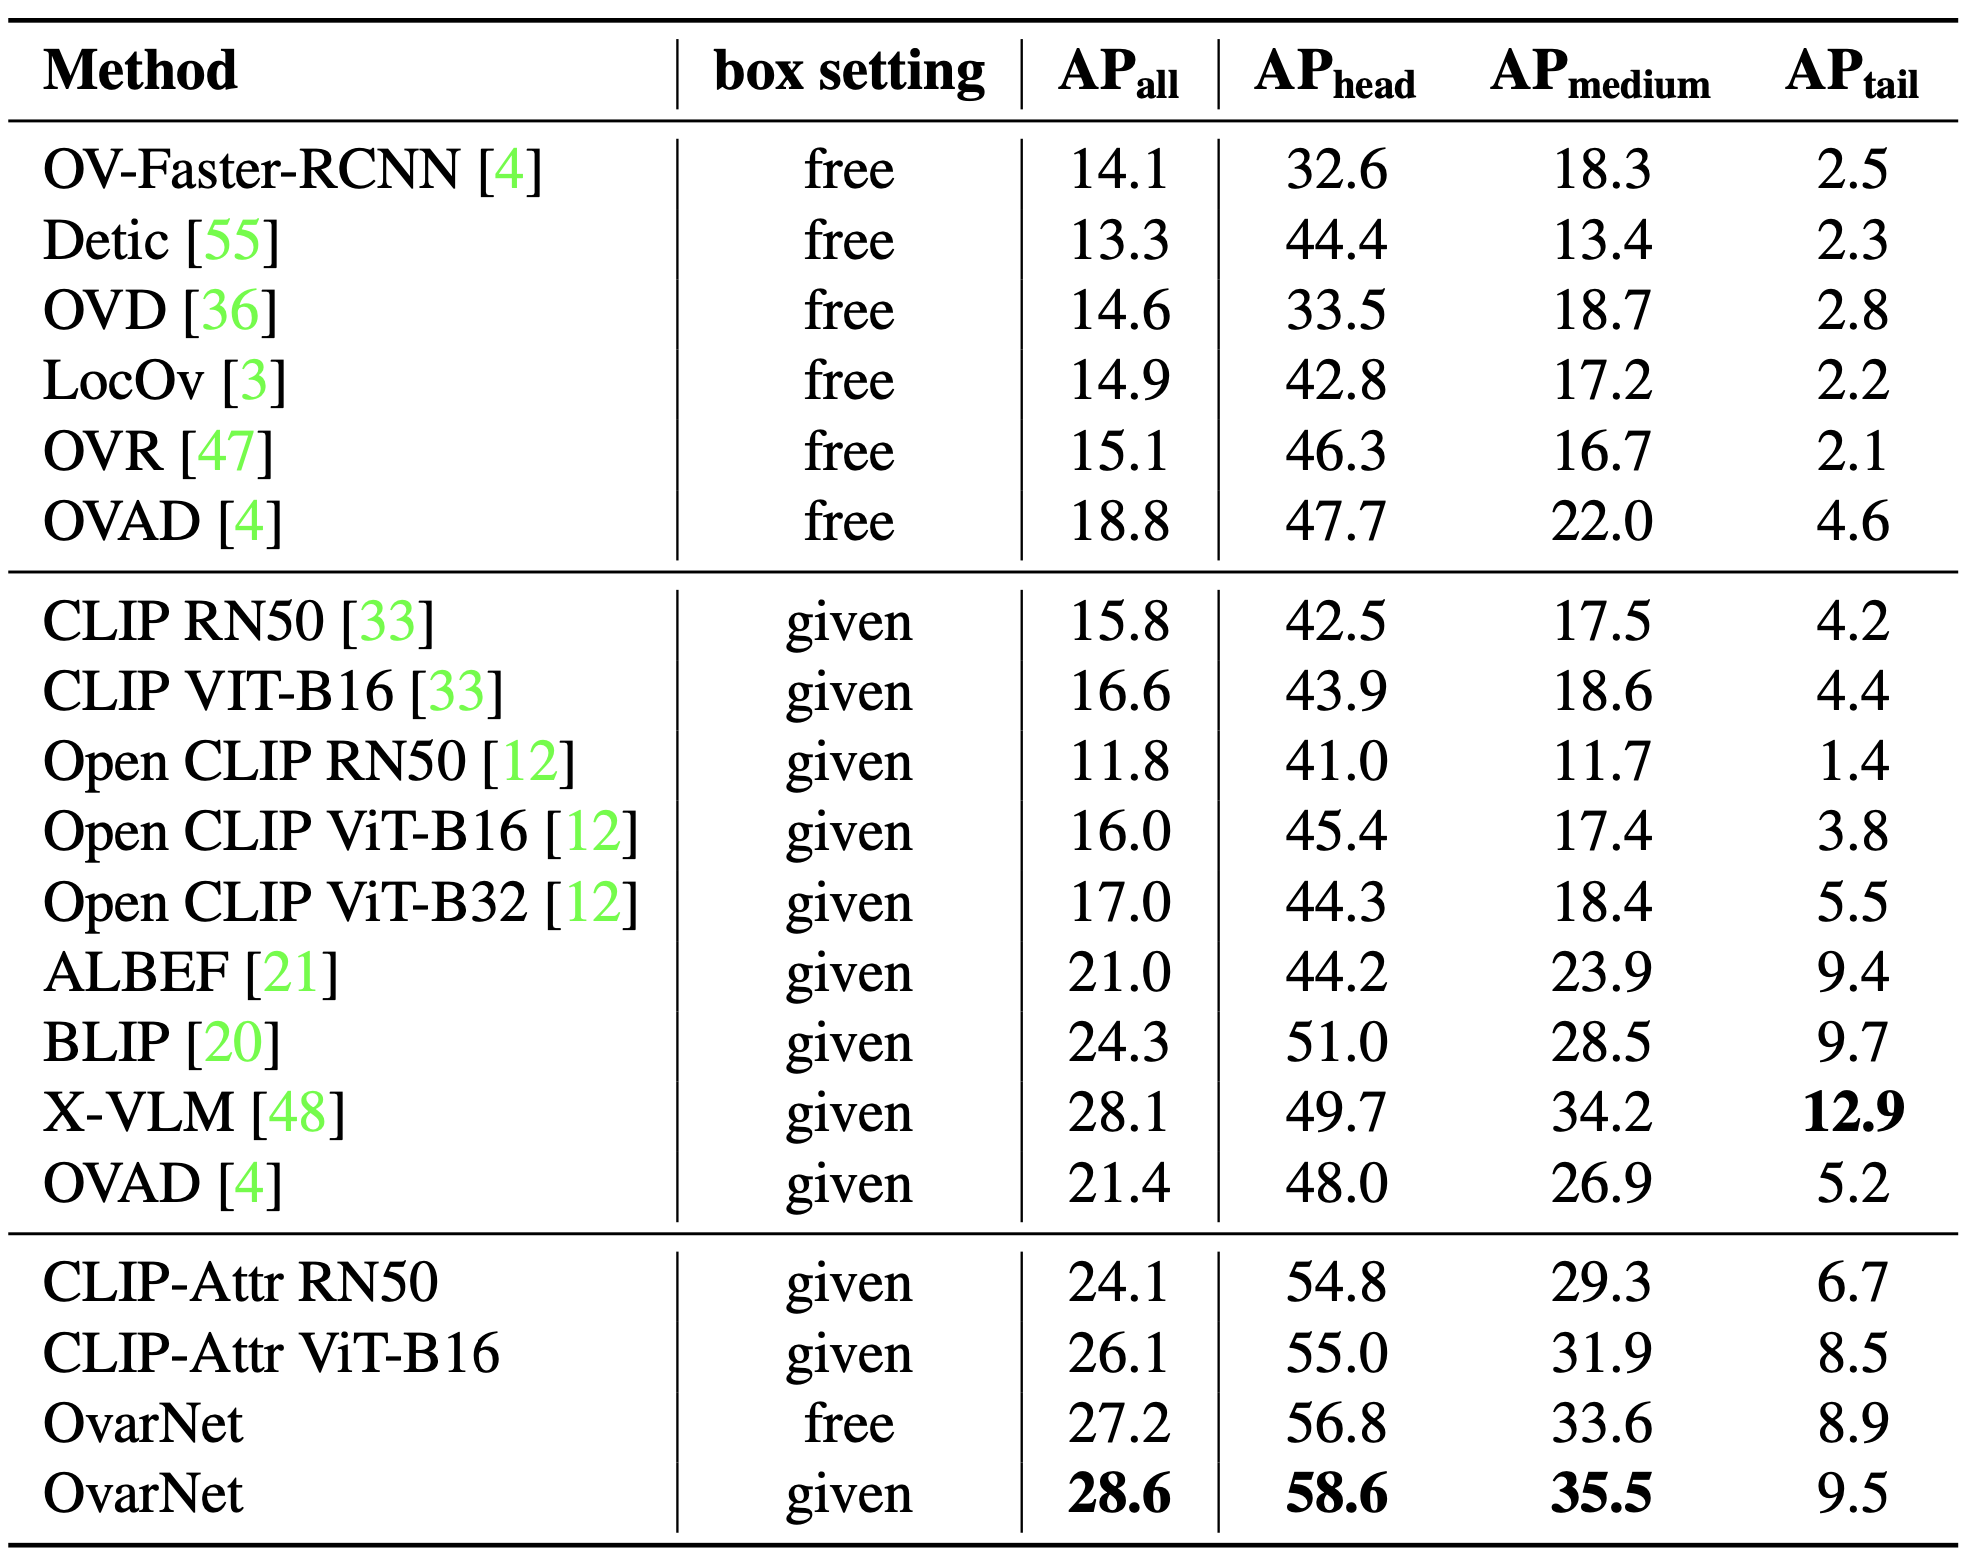 Method box setting APall APhead APmedium APtail
OV-Faster-RCNN [4] free 14.1 32.6 18.3 2.5
Detic [55] free 13.3 44.4 13.4 2.3
OVD [36] free 14.6 33.5 18.7 2.8
LocOv [3] free 14.9 42.8 17.2 2.2
OVR [47] free 15.1 46.3 16.7 2.1
OVAD [4] free 18.8 47.7 22.0 4.6
CLIP RN50 [33] given 15.8 42.5 17.5 4.2
CLIP VIT-B16 [33] given 16.6 43.9 18.6 4.4
Open CLIP RN50 [12] given 11.8 41.0 11.7 1.4
Open CLIP ViT-B16 [12] given 16.0 45.4 17.4 3.8
Open CLIP ViT-B32 [12] given 17.0 44.3 18.4 5.5
ALBEF [21] given 21.0 44.2 23.9 9.4
BLIP [20] given 24.3 51.0 28.5 9.7
X-VLM [48] given 28.1 49.7 34.2 12.9
OVAD [4] given 21.4 48.0 26.9 5.2
CLIP-Attr RN50 given 24.1 54.8 29.3 6.7
CLIP-Attr ViT-B16 given 26.1 55.0 31.9 8.5
OvarNet free 27.2 56.8 33.6 8.9
OvarNet given 28.6 58.6 35.5 9.5